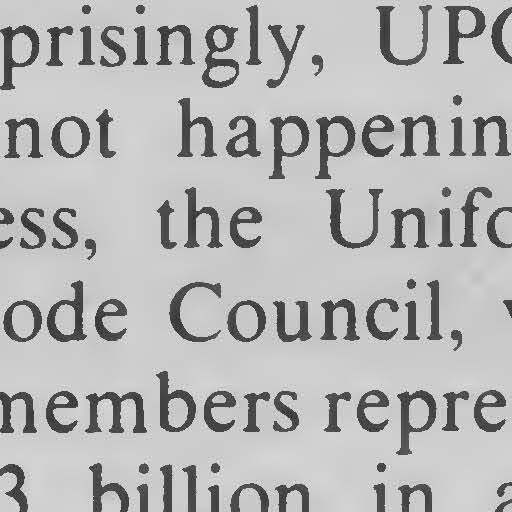 prisingly, UPC
not happenin
ess, the Unifo
ode Council,
members repre
3 billion in a